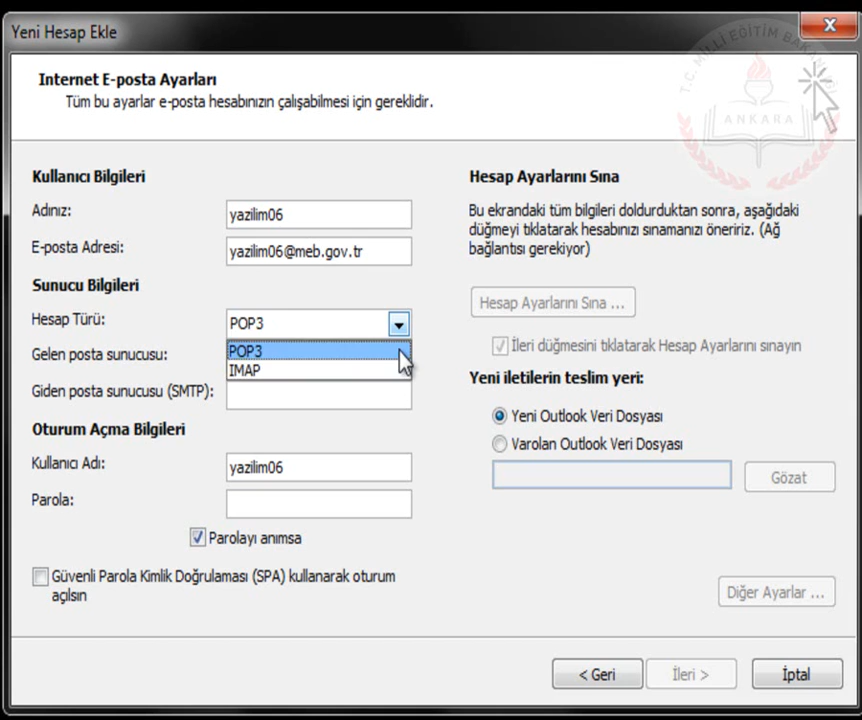 Yeni Hesap Ekle
X
T.C. MİLLİ EĞİTİM BAKANLIĞI
ANKARA
Internet E-posta Ayarları
Tüm bu ayarlar e-posta hesabınızın çalışabilmesi için gereklidir.
Kullanıcı Bilgileri
Adınız:
yazilim06
E-posta Adresi:
yazilim06@meb.gov.tr
Sunucu Bilgileri
Hesap Türü:
POP3
POP3
IMAP
Gelen posta sunucusu:
Giden posta sunucusu (SMTP):
Oturum Açma Bilgileri
Kullanıcı Adı:
yazilim06
Parola:
Parolayı anımsa
Güvenli Parola Kimlik Doğrulaması (SPA) kullanarak oturum
açılsın
Hesap Ayarlarını Sına
Bu ekrandaki tüm bilgileri doldurduktan sonra, aşağıdaki
düğmeyi tıklatarak hesabınızı sınamanızı öneririz. (Ağ
bağlantısı gerekiyor)
Hesap Ayarlarını Sına ...
İleri düğmesini tıklatarak Hesap Ayarlarını sınayın
Yeni iletilerin teslim yeri:
Yeni Outlook Veri Dosyası
Varolan Outlook Veri Dosyası
Gözat
Diğer Ayarlar ...
< Geri
İleri >
İptal